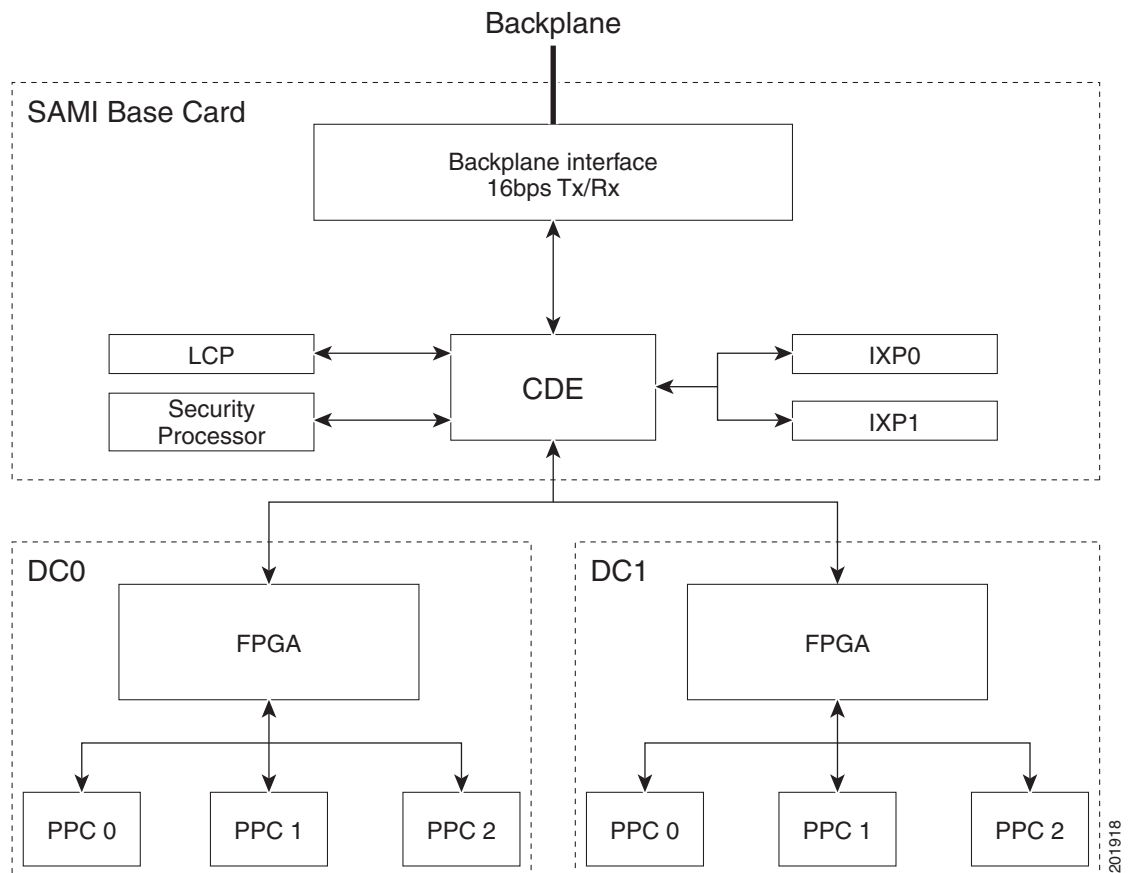 Backplane
SAMI Base Card
Backplane interface
16bps Tx/Rx
LCP
CDE
IXP0
Security
Processor
IXP1
DC0
DC1
FPGA
FPGA
PPC 0
PPC 1
PPC 2
PPC 0
PPC 1
PPC 2
201918